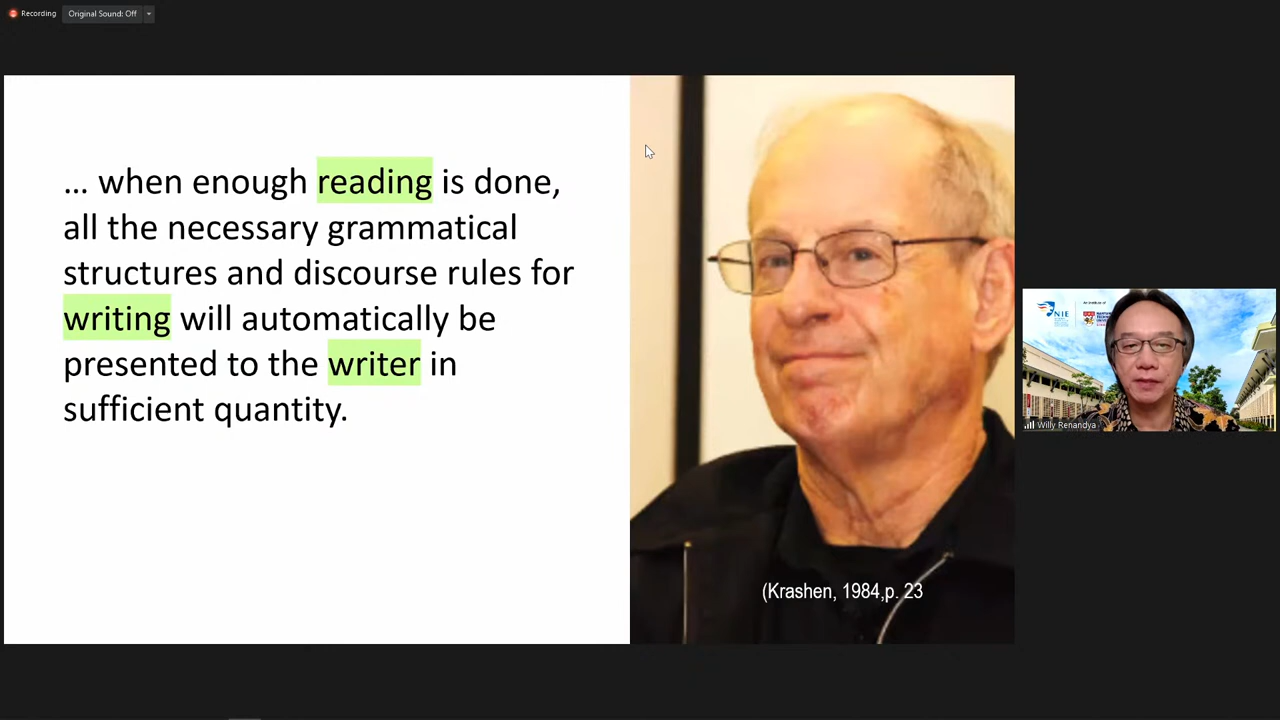 Recording
Original Sound: Off
… when enough reading is done,
all the necessary grammatical
structures and discourse rules for
writing will automatically be
presented to the writer in
sufficient quantity.
(Krashen, 1984,p. 23
NIE
Willy Renandya